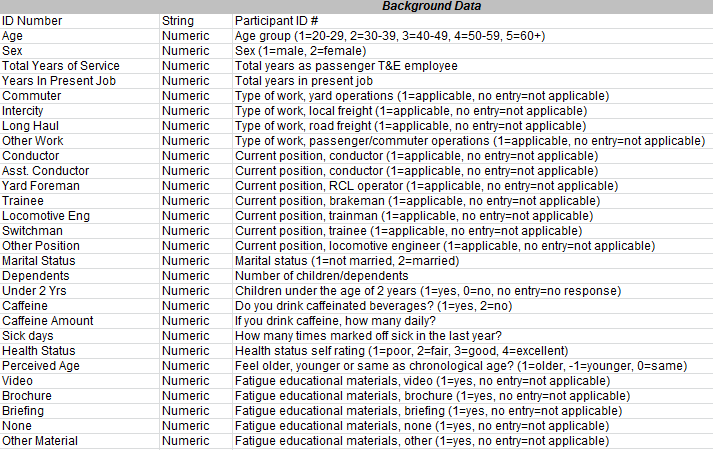 Background Data
ID Number String Participant ID #
Age Numeric Age group (1=20-29, 2=30-39, 3=40-49, 4=50-59, 5=60+)
Sex Numeric Sex (1=male, 2=female)
Total Years of Service Numeric Total years as passenger T&E employee
Years In Present Job Numeric Total years in present job
Commuter Numeric Type of work, yard operations (1=applicable, no entry=not applicable)
Intercity Numeric Type of work, local freight (1=applicable, no entry=not applicable)
Long Haul Numeric Type of work, road freight (1=applicable, no entry=not applicable)
Other Work Numeric Type of work, passenger/commuter operations (1=applicable, no entry=not applicable)
Conductor Numeric Current position, conductor (1=applicable, no entry=not applicable)
Asst. Conductor Numeric Current position, conductor (1=applicable, no entry=not applicable)
Yard Foreman Numeric Current position, RCL operator (1=applicable, no entry=not applicable)
Trainee Numeric Current position, brakeman (1=applicable, no entry=not applicable)
Locomotive Eng Numeric Current position, trainman (1=applicable, no entry=not applicable)
Switchman Numeric Current position, trainee (1=applicable, no entry=not applicable)
Other Position Numeric Current position, locomotive engineer (1=applicable, no entry=not applicable)
Marital Status Numeric Marital status (1=not married, 2=married)
Dependents Numeric Number of children/dependents
Under 2 Yrs Numeric Children under the age of 2 years (1=yes, 0=no, no entry=no response)
Caffeine Numeric Do you drink caffeinated beverages? (1=yes, 2=no)
Caffeine Amount Numeric If you drink caffeine, how many daily?
Sick days Numeric How many times marked off sick in the last year?
Health Status Numeric Health status self rating (1=poor, 2=fair, 3=good, 4=excellent)
Perceived Age Numeric Feel older, younger or same as chronological age? (1=older, -1=younger, 0=same)
Video Numeric Fatigue educational materials, video (1=yes, no entry=not applicable)
Brochure Numeric Fatigue educational materials, brochure (1=yes, no entry=not applicable)
Briefing Numeric Fatigue educational materials, briefing (1=yes, no entry=not applicable)
None Numeric Fatigue educational materials, none (1=yes, no entry=not applicable)
Other Material Numeric Fatigue educational materials, other (1=yes, no entry=not applicable)